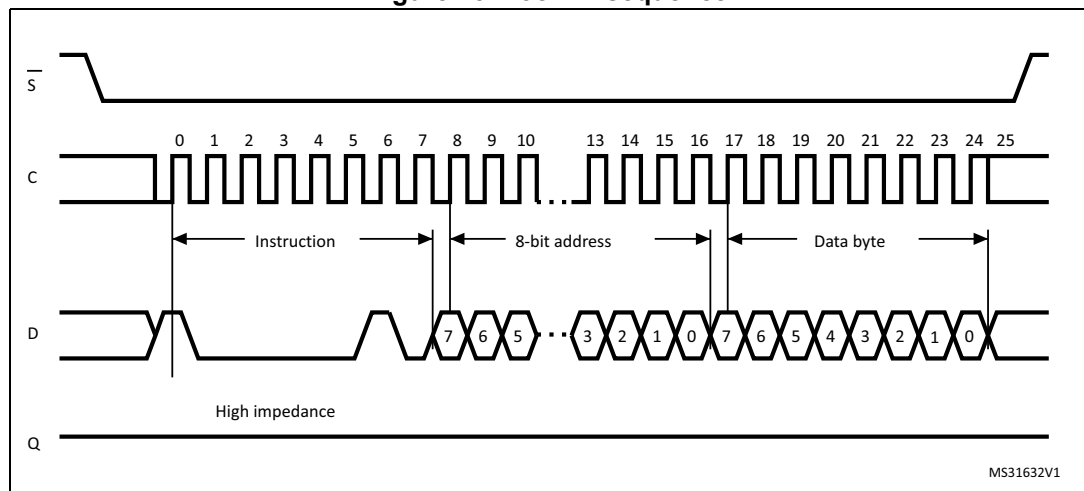 S
0 1 2 3 4 5 6 7 8 9 10 13 14 15 16 17 18 19 20 21 22 23 24 25
C
Instruction 8-bit address Data byte
D 7 6 5 3 2 1 0 7 6 5 4 3 2 1 0
High impedance
Q
MS31632V1